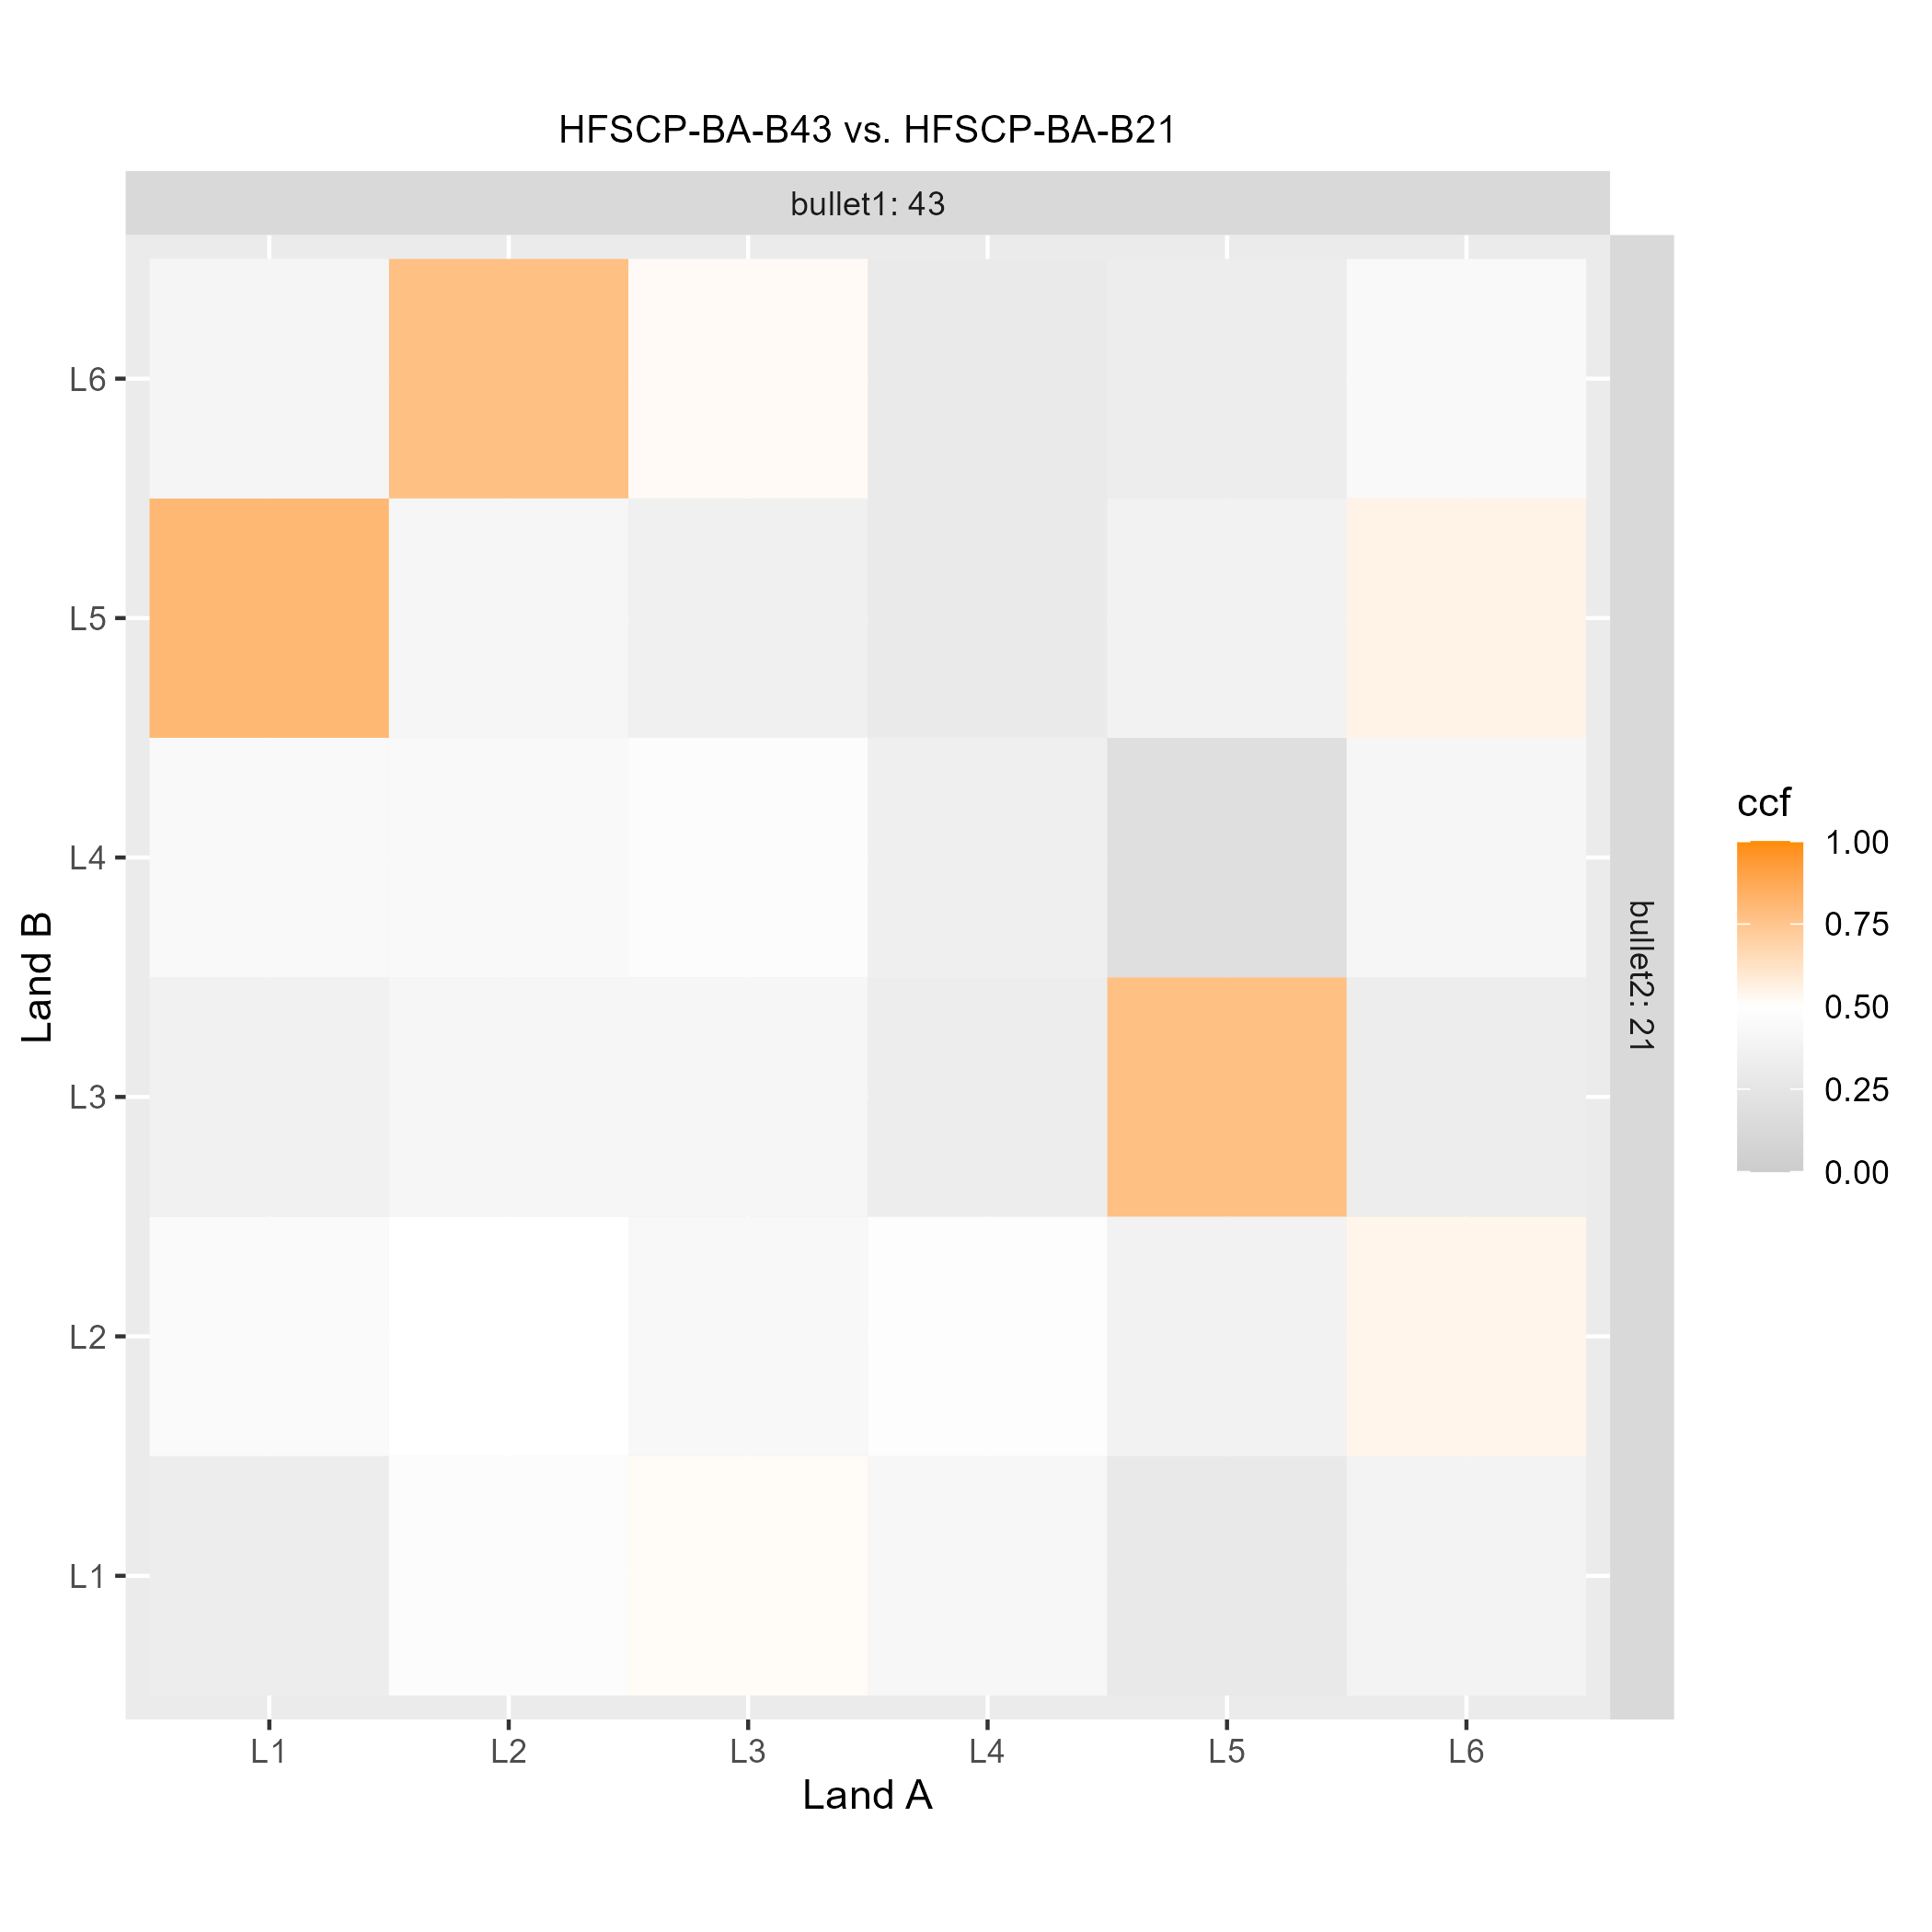 HFSCP-BA-B43 vs. HFSCP-BA-B21
bullet1: 43
L6
L5
L4
L3
L2
L1
Land B
bullet2: 21
L1 L2 L3 L4 L5 L6
Land A
ccf
1.00
0.75
0.50
0.25
0.00